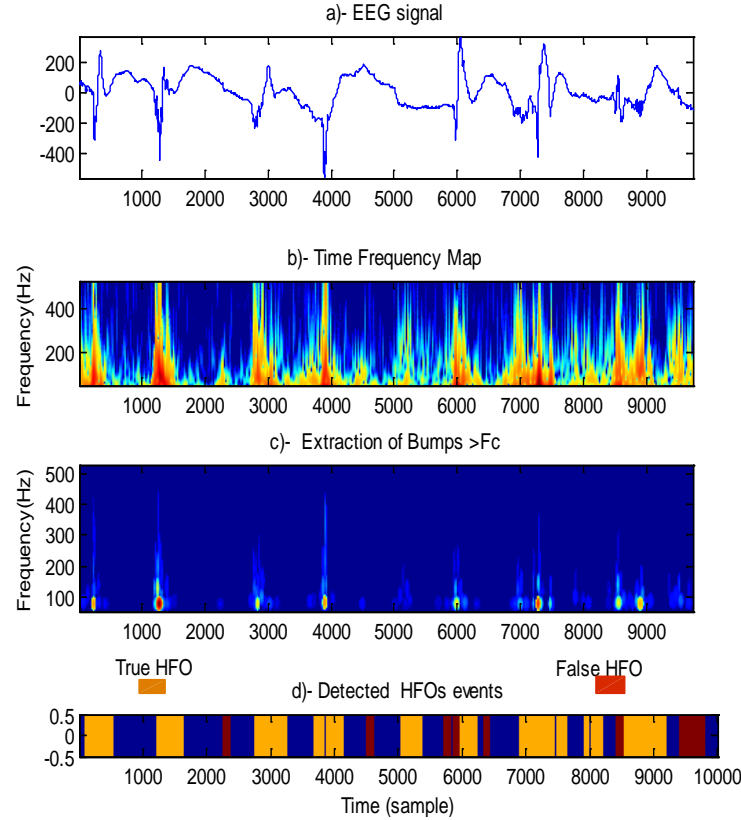 a)- EEG signal
200
0
-200
-400
1000 2000 3000 4000 5000 6000 7000 8000 9000
b)- Time Frequency Map
Frequency(Hz)
400
200
1000 2000 3000 4000 5000 6000 7000 8000 9000
c)- Extraction of Bumps >Fc
Frequency(Hz)
500
400
300
200
100
1000 2000 3000 4000 5000 6000 7000 8000 9000
True HFO False HFO
d)- Detected HFOs events
0.5
0
-0.5
1000 2000 3000 4000 5000 6000 7000 8000 9000 10000
Time (sample)